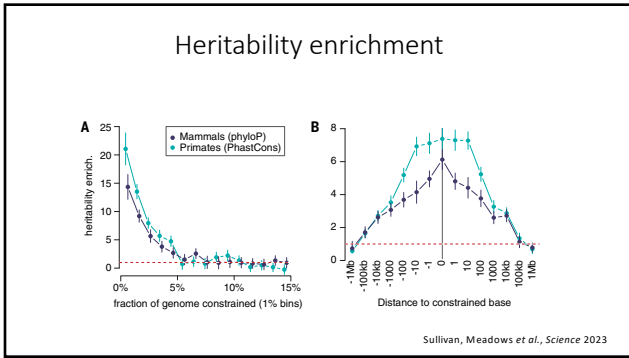 Heritability enrichment
A
Mammals (phyloP)
Primates (PhastCons)
heritability enrich.
25
20
15
10
5
0
0%
5%
10%
15%
fraction of genome constrained (1% bins)
B
8
6
4
2
0
-1Mb
-100kb
-10kb
-1000
-100
-10
-1
0
1
10
100
1000
10kb
100kb
1Mb
Distance to constrained base
Sullivan, Meadows et al., Science 2023